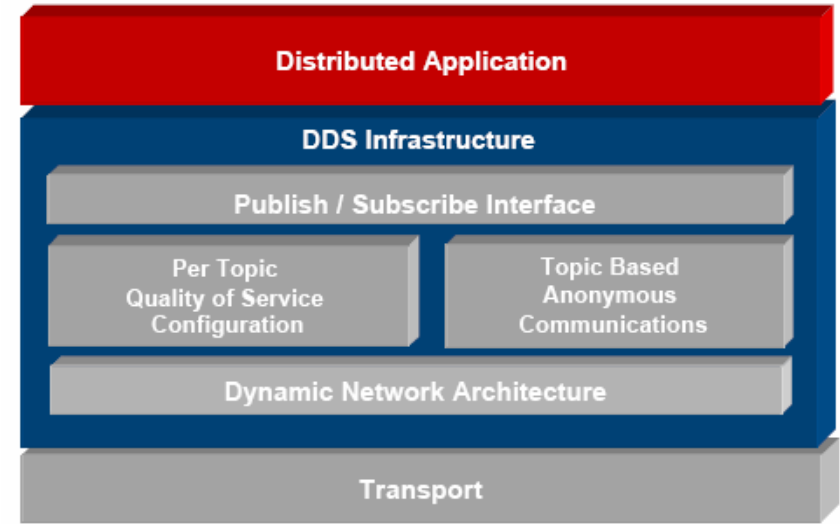 Distributed Application
DDS Infrastructure
Publish / Subscribe Interface
Per Topic
Quality of Service
Configuration
Topic Based
Anonymous
Communications
Dynamic Network Architecture
Transport